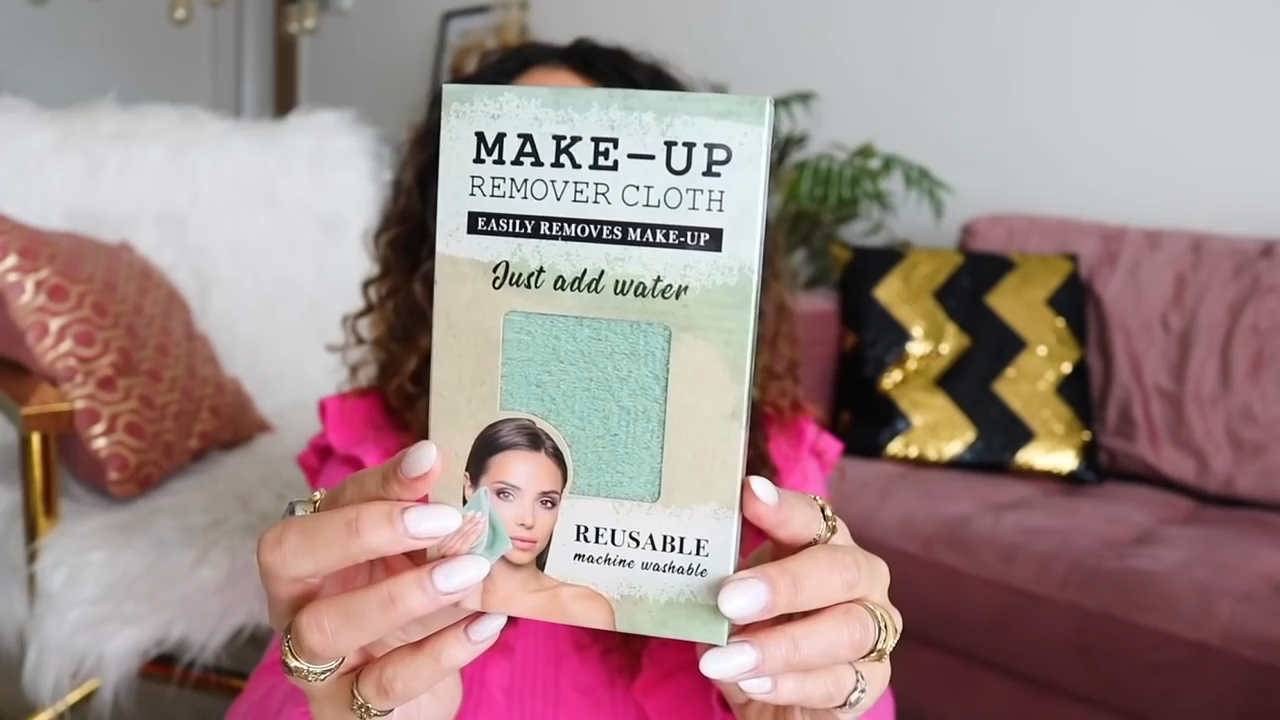 MAKE-UP
REMOVER CLOTH
EASILY REMOVES MAKE-UP
Just add water
REUSABLE
machine washable